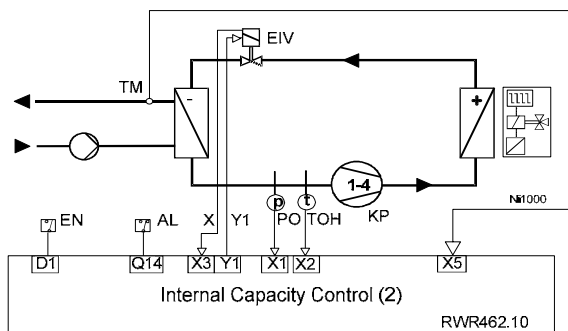 EIV
TM
- +
1-4
p PO t TOH KP
Ni1000
EN AL X Y1
D1 Q14 X3 Y1 X1 X2 X5
Internal Capacity Control (2)
RWR462.10